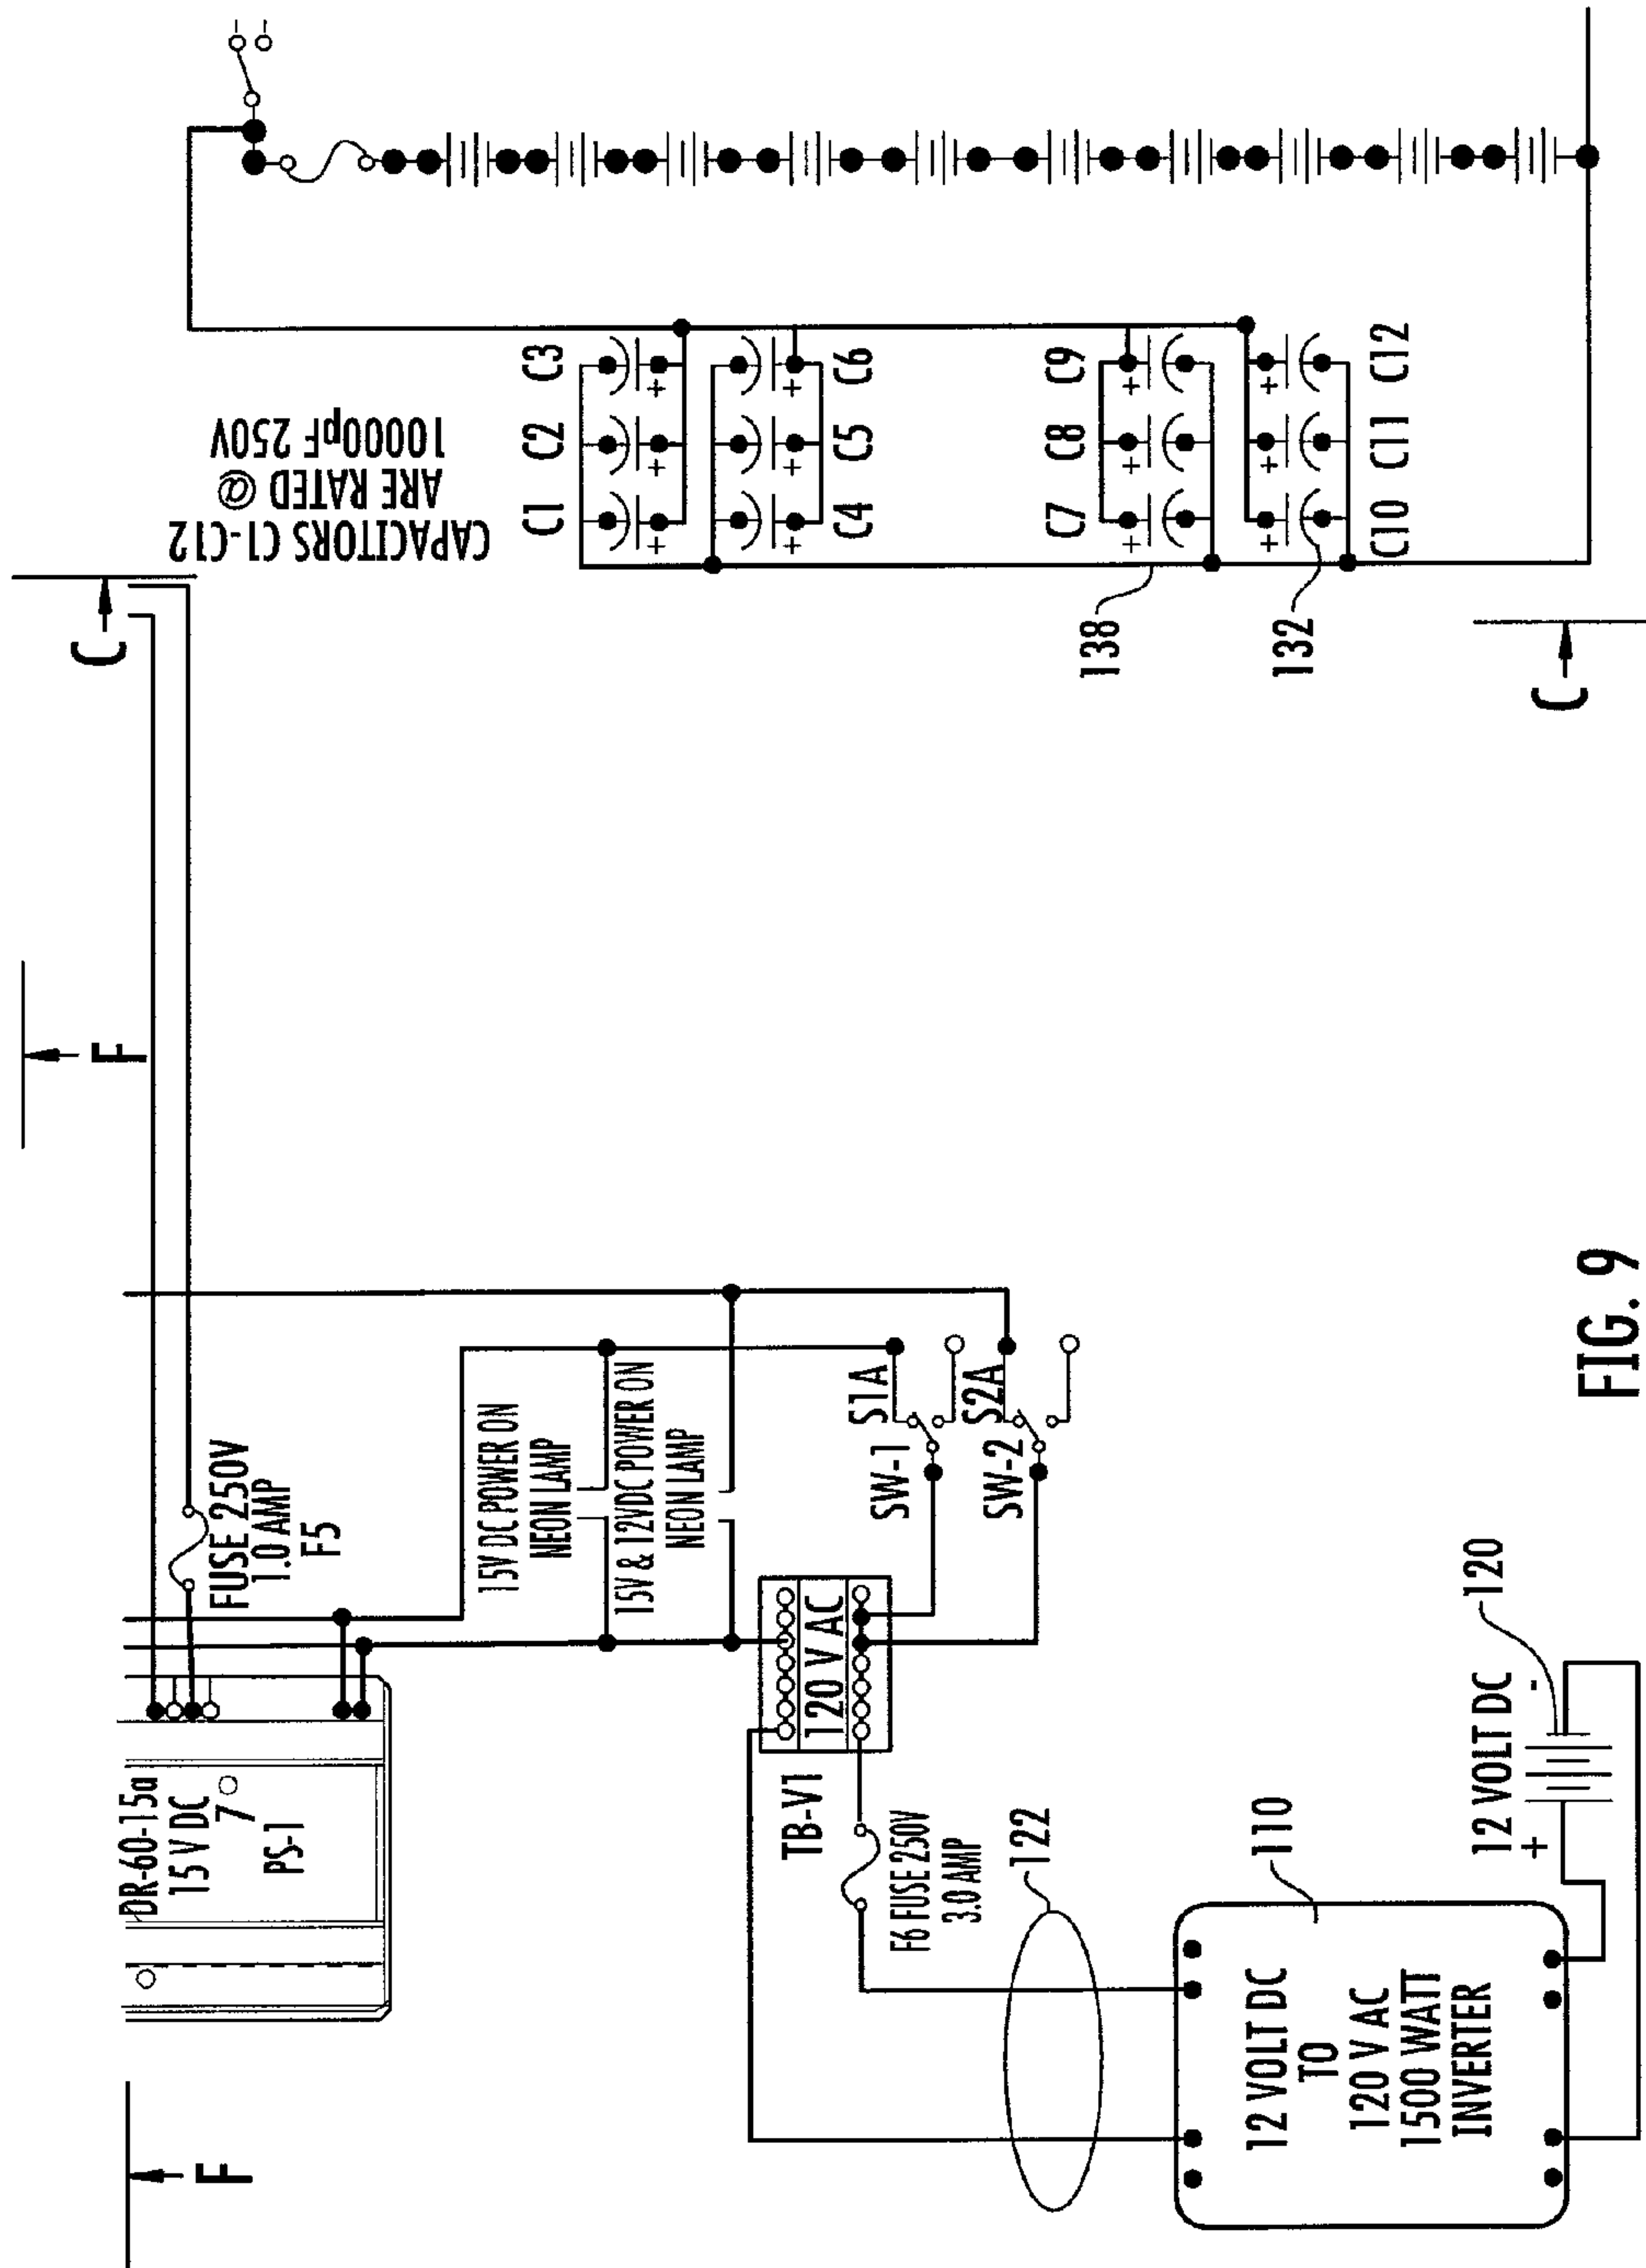 F
F
C
C
DR-60-15a
15 V DC
7
PS-1
FUSE 250V
1.0 AMP
F5
15V DC POWER ON
NEON LAMP
15V & 12VDC POWER ON
NEON LAMP
TB-V1
120 V AC
F6 FUSE 250V
3.0 AMP
SW-1
S1A
SW-2
S2A
122
12 VOLT DC
TO
120 V AC
1500 WATT
INVERTER
110
12 VOLT DC
+
-
120
CAPACITORS C1-C12
ARE RATED @
10000pF 250V
C1
C2
C3
+
+
+
+
+
+
C4
C5
C6
C7
C8
C9
+
+
+
+
+
+
C10
C11
C12
138
132
FIG. 9